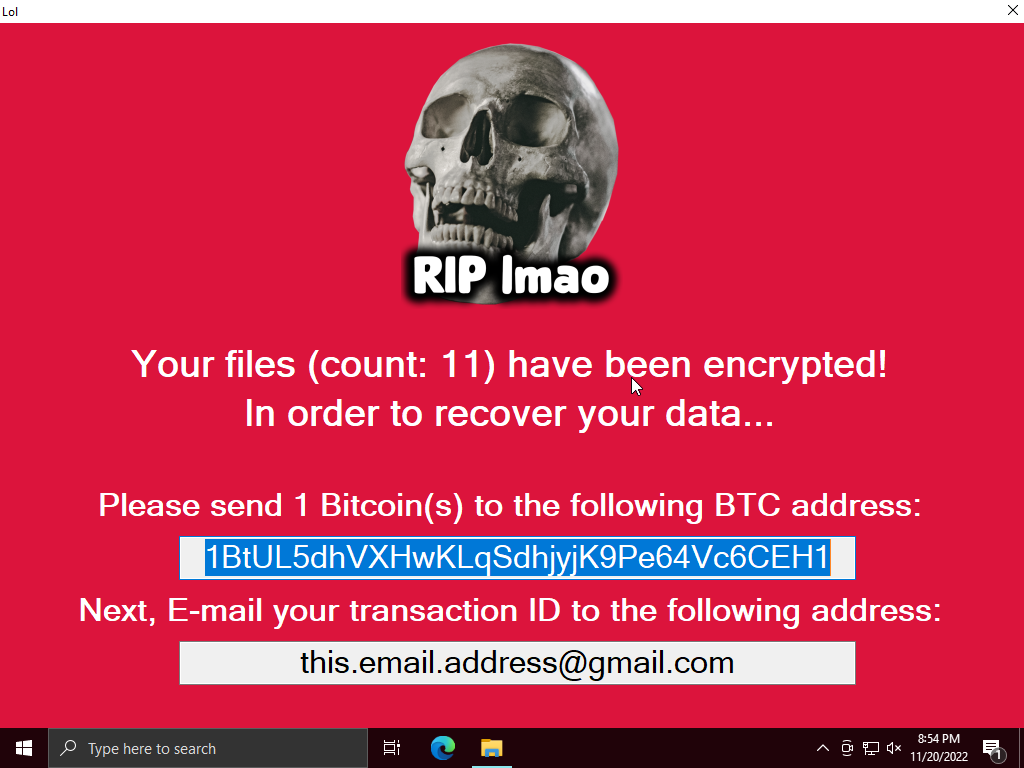 Lol
RIP lmao
Your files (count: 11) have been encrypted!
In order to recover your data...
Please send 1 Bitcoin(s) to the following BTC address:
1BtUL5dhVXHwKLqSdhjyjK9Pe64Vc6CEH1
Next, E-mail your transaction ID to the following address:
this.email.address@gmail.com
Type here to search
8:54 PM
11/20/2022
1